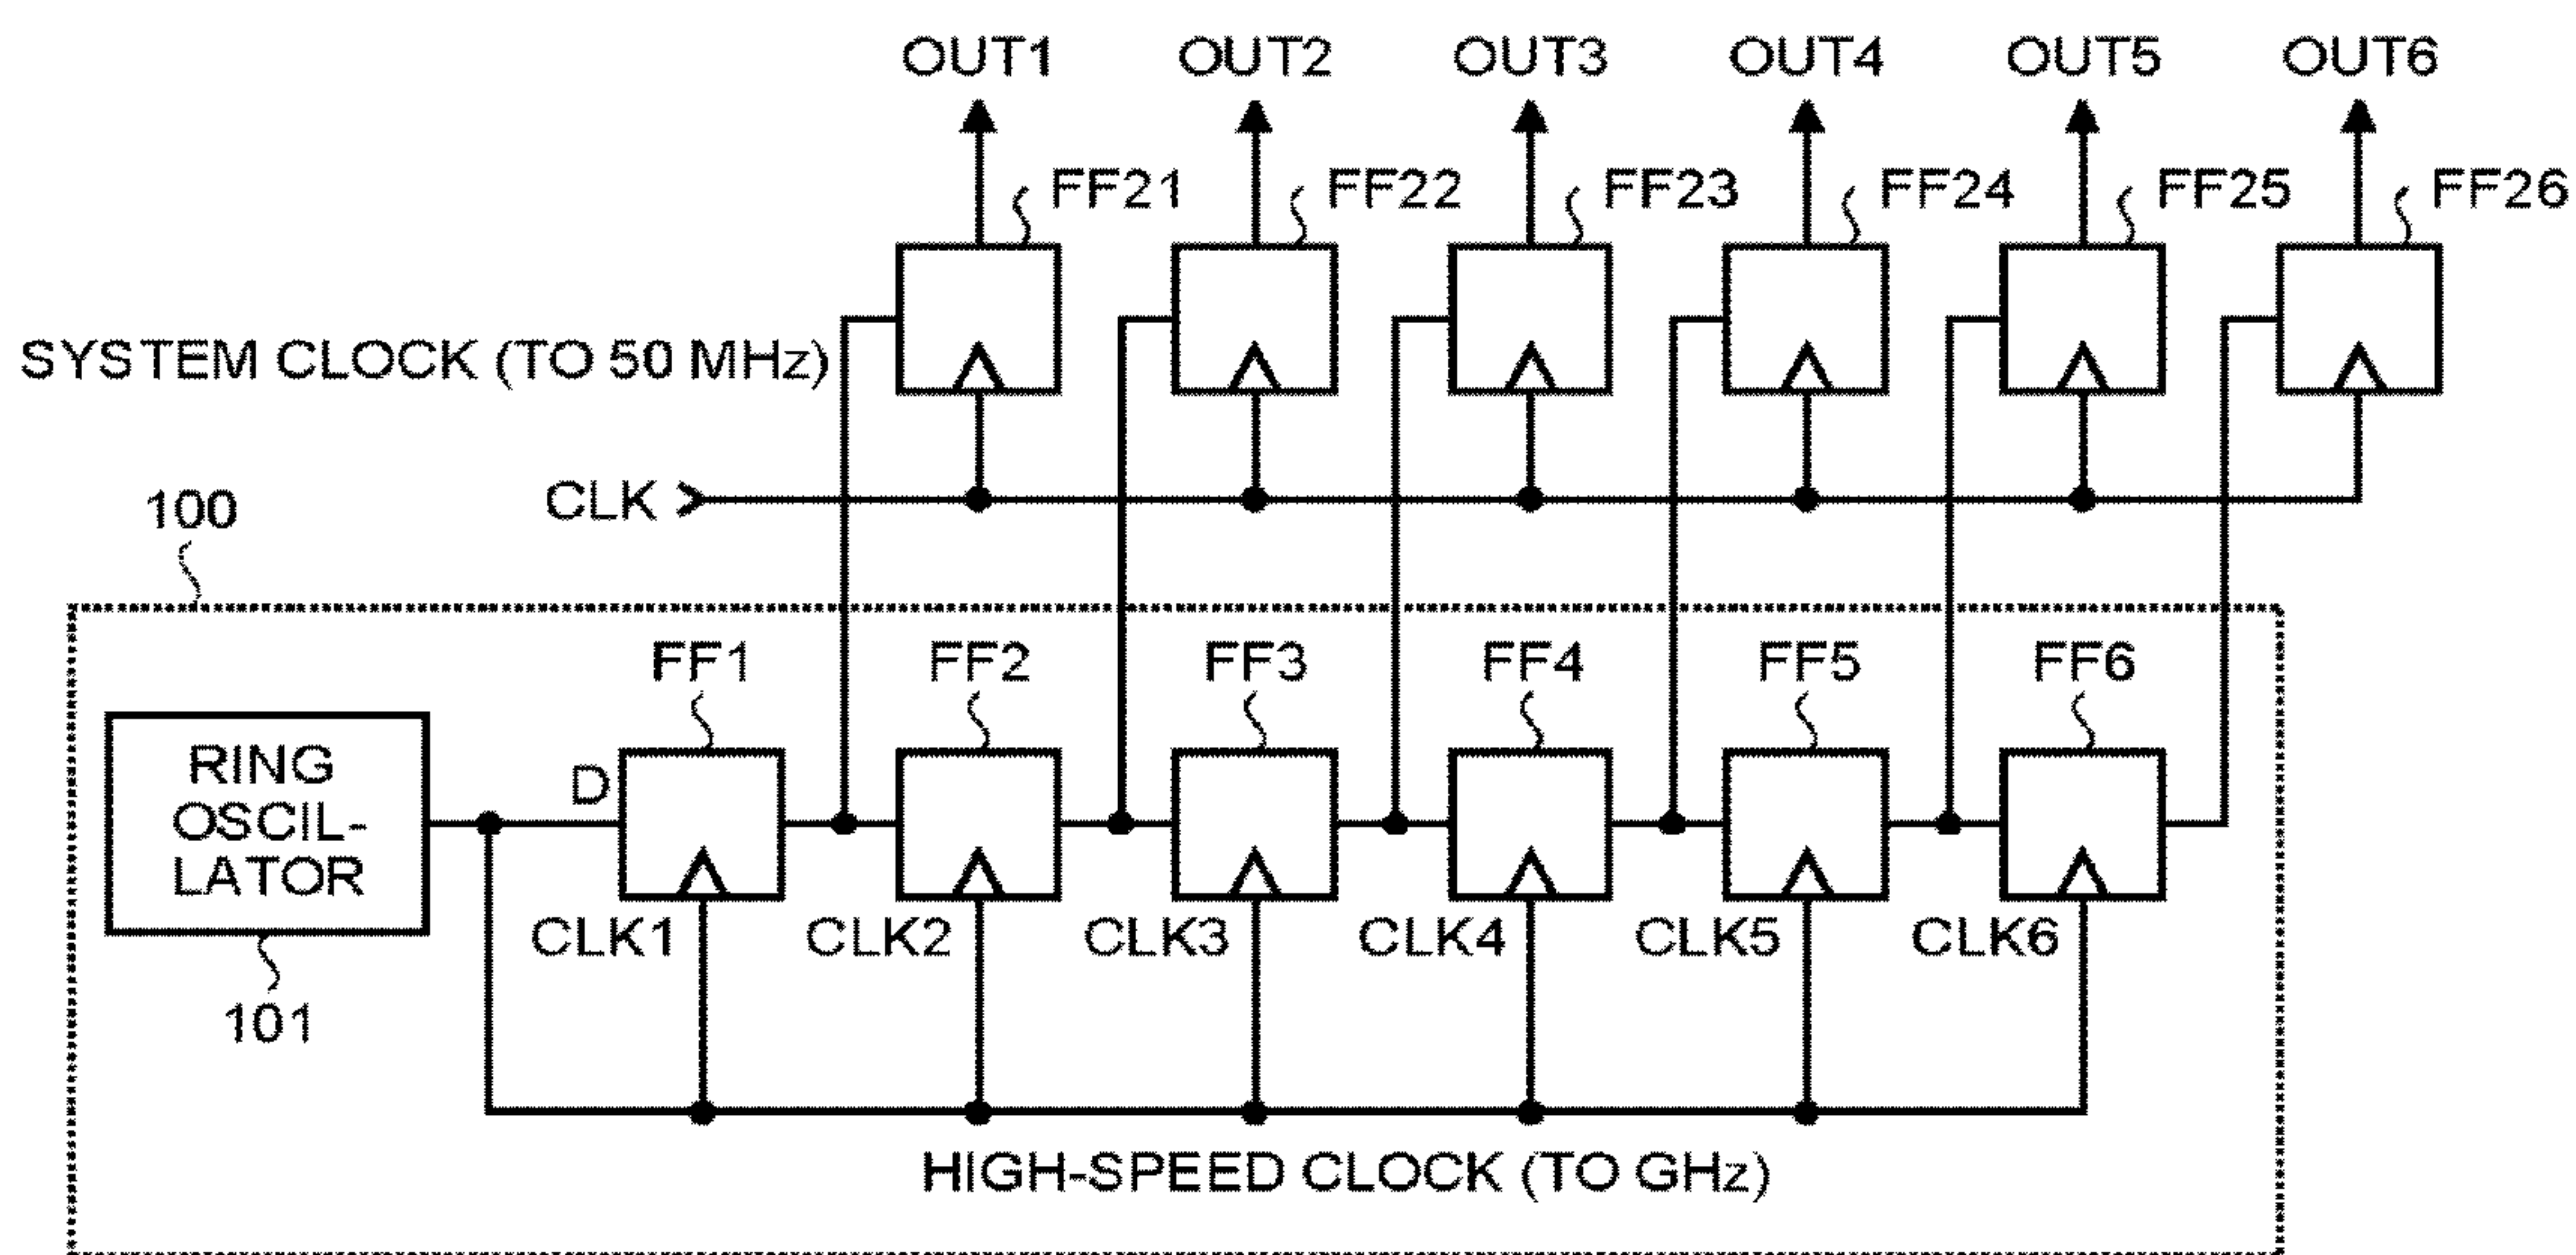 OUT1 OUT2 OUT3 OUT4 OUT5 OUT6
FF21 FF22 FF23 FF24 FF25 FF26
SYSTEM CLOCK (TO 50 MHz)
CLK
100
FF1 FF2 FF3 FF4 FF5 FF6
RING
OSCIL-
LATOR
D
CLK1 CLK2 CLK3 CLK4 CLK5 CLK6
101
HIGH-SPEED CLOCK (TO GHz)